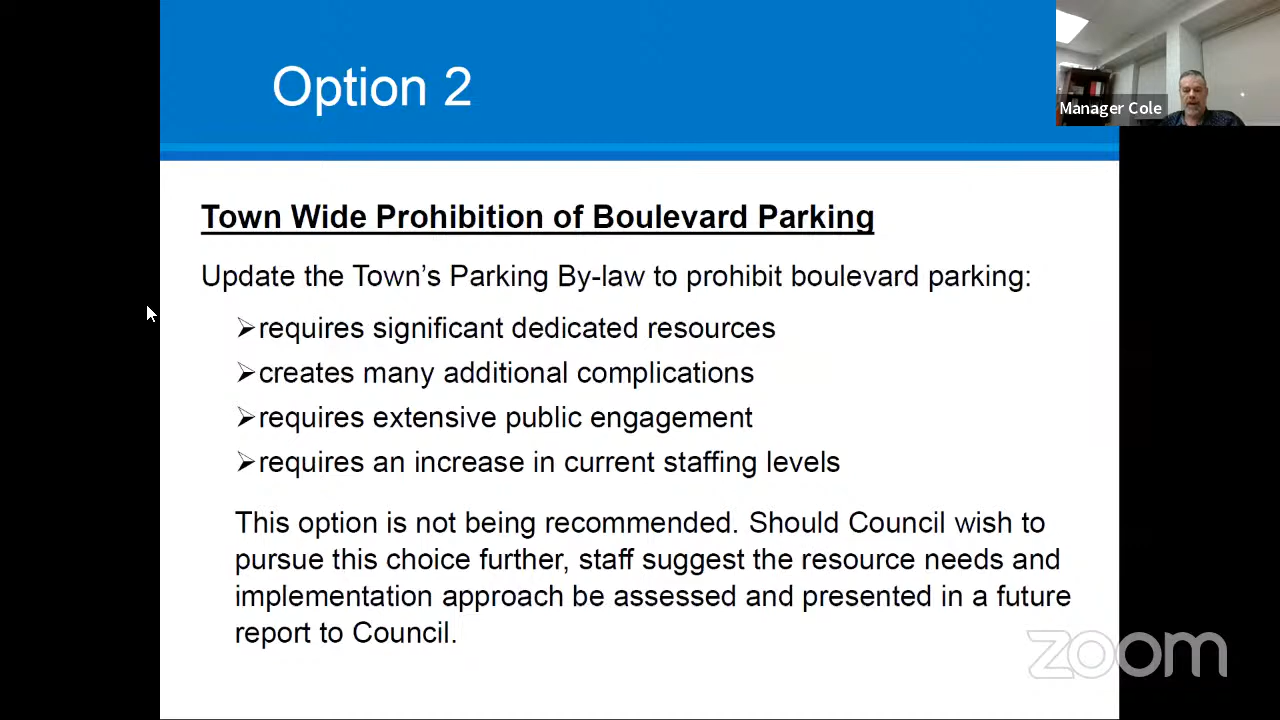 Option 2
Manager Cole
Town Wide Prohibition of Boulevard Parking
Update the Town’s Parking By-law to prohibit boulevard parking:
➢requires significant dedicated resources
➢creates many additional complications
➢requires extensive public engagement
➢requires an increase in current staffing levels
This option is not being recommended. Should Council wish to
pursue this choice further, staff suggest the resource needs and
implementation approach be assessed and presented in a future
report to Council.
zoom